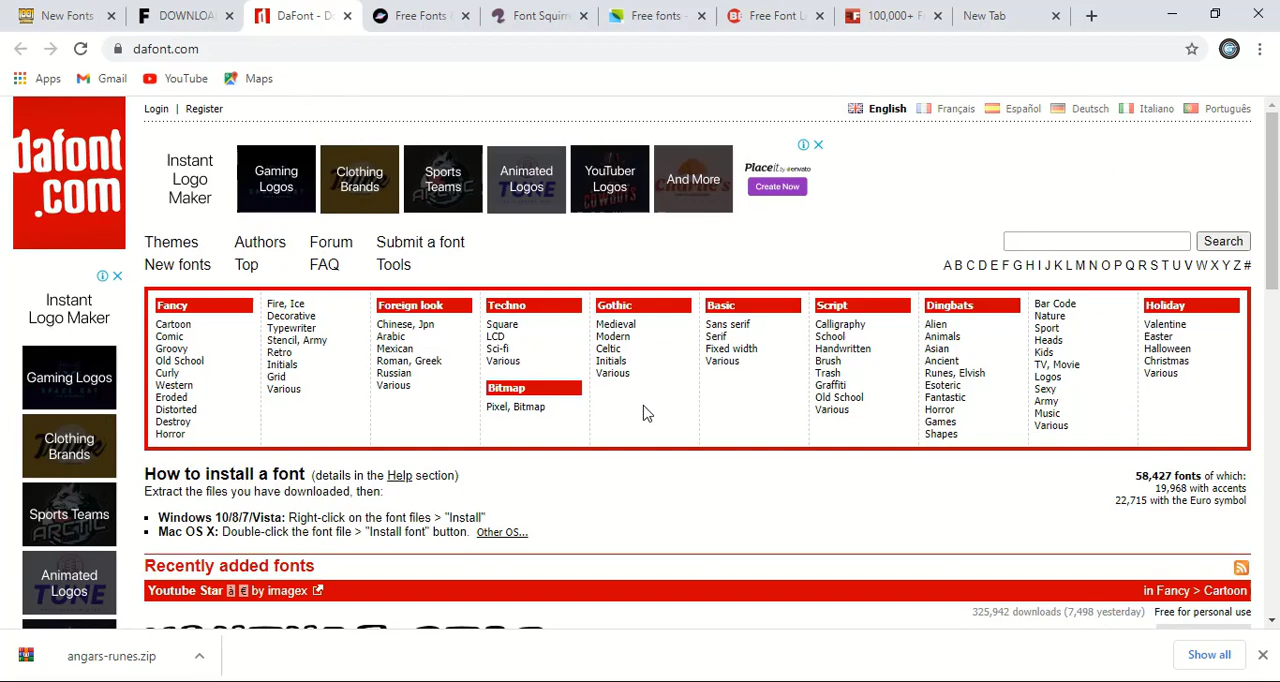 New Fonts
DOWNLOA
DaFont - D
Free Fonts
Font Squirr
Free fonts -
Free Font L
100,000+ F
New Tab
dafont.com
Apps
Gmail
YouTube
Maps
dafont
.com
Login | Register
English
Français
Español
Deutsch
Italiano
Português
Instant
Logo
Maker
Gaming
Logos
Clothing
Brands
Sports
Teams
Animated
Logos
YouTuber
Logos
And More
Placeit by envato
Create Now
Themes
Authors
Forum
Submit a font
New fonts
Top
FAQ
Tools
Search
A B C D E F G H I J K L M N O P Q R S T U V W X Y Z #
Instant
Logo Maker
Gaming Logos
Clothing
Brands
Sports Teams
Animated
Logos
Fancy
Cartoon
Comic
Groovy
Old School
Curly
Western
Eroded
Distorted
Destroy
Horror
Fire, Ice
Decorative
Typewriter
Stencil, Army
Retro
Initials
Grid
Various
Foreign look
Chinese, Jpn
Arabic
Mexican
Roman, Greek
Russian
Various
Techno
Square
LCD
Sci-fi
Various
Bitmap
Pixel, Bitmap
Gothic
Medieval
Modern
Celtic
Initials
Various
Basic
Sans serif
Serif
Fixed width
Various
Script
Calligraphy
School
Handwritten
Brush
Trash
Graffiti
Old School
Various
Dingbats
Alien
Animals
Asian
Ancient
Runes, Elvish
Esoteric
Fantastic
Horror
Games
Shapes
Bar Code
Nature
Sport
Heads
Kids
TV, Movie
Logos
Sexy
Army
Music
Various
Holiday
Valentine
Easter
Halloween
Christmas
Various
How to install a font (details in the Help section)
Extract the files you have downloaded, then:
Windows 10/8/7/Vista: Right-click on the font files > "Install"
Mac OS X: Double-click the font file > "Install font" button. Other OS...
58,427 fonts of which:
19,968 with accents
22,715 with the Euro symbol
Recently added fonts
Youtube Star à € by imagex
in Fancy > Cartoon
325,942 downloads (7,498 yesterday)
Free for personal use
angars-runes.zip
Show all